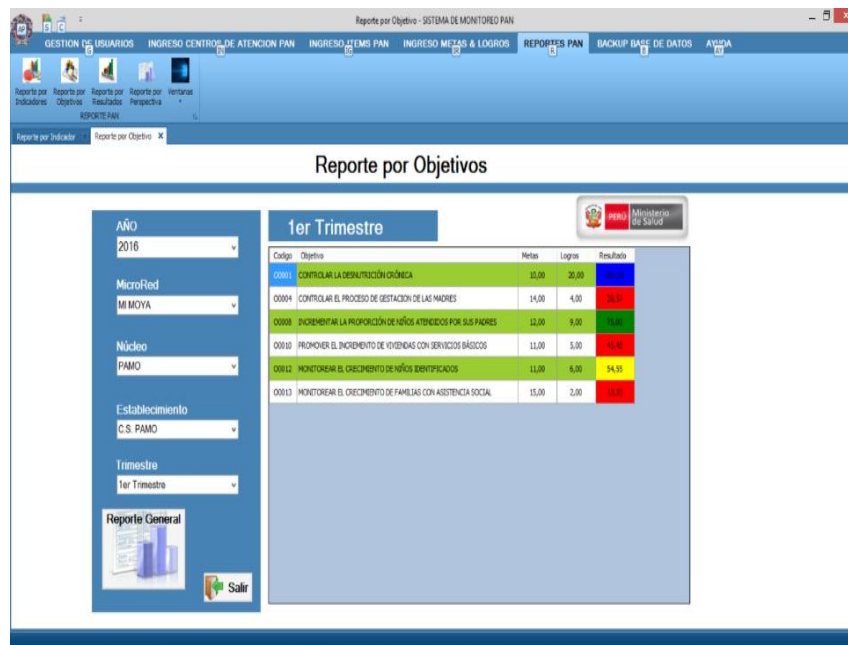 Reporte por Objetivo - SISTEMA DE MONITOREO PAN
GESTION DE USUARIOS INGRESO CENTROS DE ATENCION PAN INGRESO ITEMS PAN INGRESO METAS & LOGROS REPORTES PAN BACKUP BASE DE DATOS AYUDA
Reporte por Indicadores Reporte por Objetivos Reporte por Resultados Reporte por Perspectiva Ventanas
REPORTE PAN
Reporte por Indicador Reporte por Objetivo X
Reporte por Objetivos
AÑO
2016
MicroRed
MI MOYA
Núcleo
PAMO
Establecimiento
C.S. PAMO
Trimestre
1er Trimestre
Reporte General
Salir
1er Trimestre
PERÚ Ministerio de Salud
Codigo Objetivo Metas Logros Resultado
O0001 CONTROLAR LA DESNUTRICIÓN CRÓNICA 10,00 20,00
O0004 CONTROLAR EL PROCESO DE GESTACION DE LAS MADRES 14,00 4,00 28,57
O0008 INCREMENTAR LA PROPORCIÓN DE NIÑOS ATENDIDOS POR SUS PADRES 12,00 9,00 75,00
O0010 PROMOVER EL INCREMENTO DE VIVIENDAS CON SERVICIOS BÁSICOS 11,00 5,00 45,45
O0012 MONITOREAR EL CRECIMIENTO DE NIÑOS IDENTIFICADOS 11,00 6,00 54,55
O0013 MONITOREAR EL CRECIMIENTO DE FAMILIAS CON ASISTENCIA SOCIAL 15,00 2,00 13,33